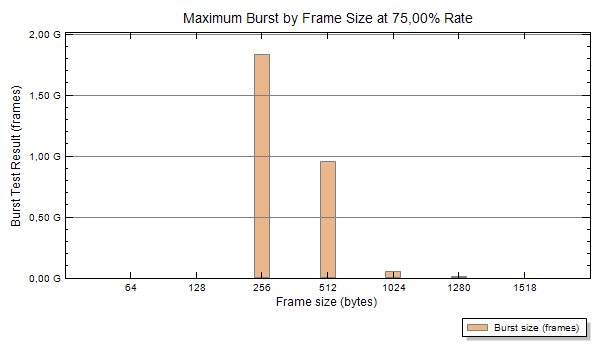 Maximum Burst by Frame Size at 75,00% Rate
2,00 G
1,50 G
1,00 G
0,50 G
0,00 G
Burst Test Result (frames)
64 128 256 512 1024 1280 1518
Frame size (bytes)
Burst size (frames)